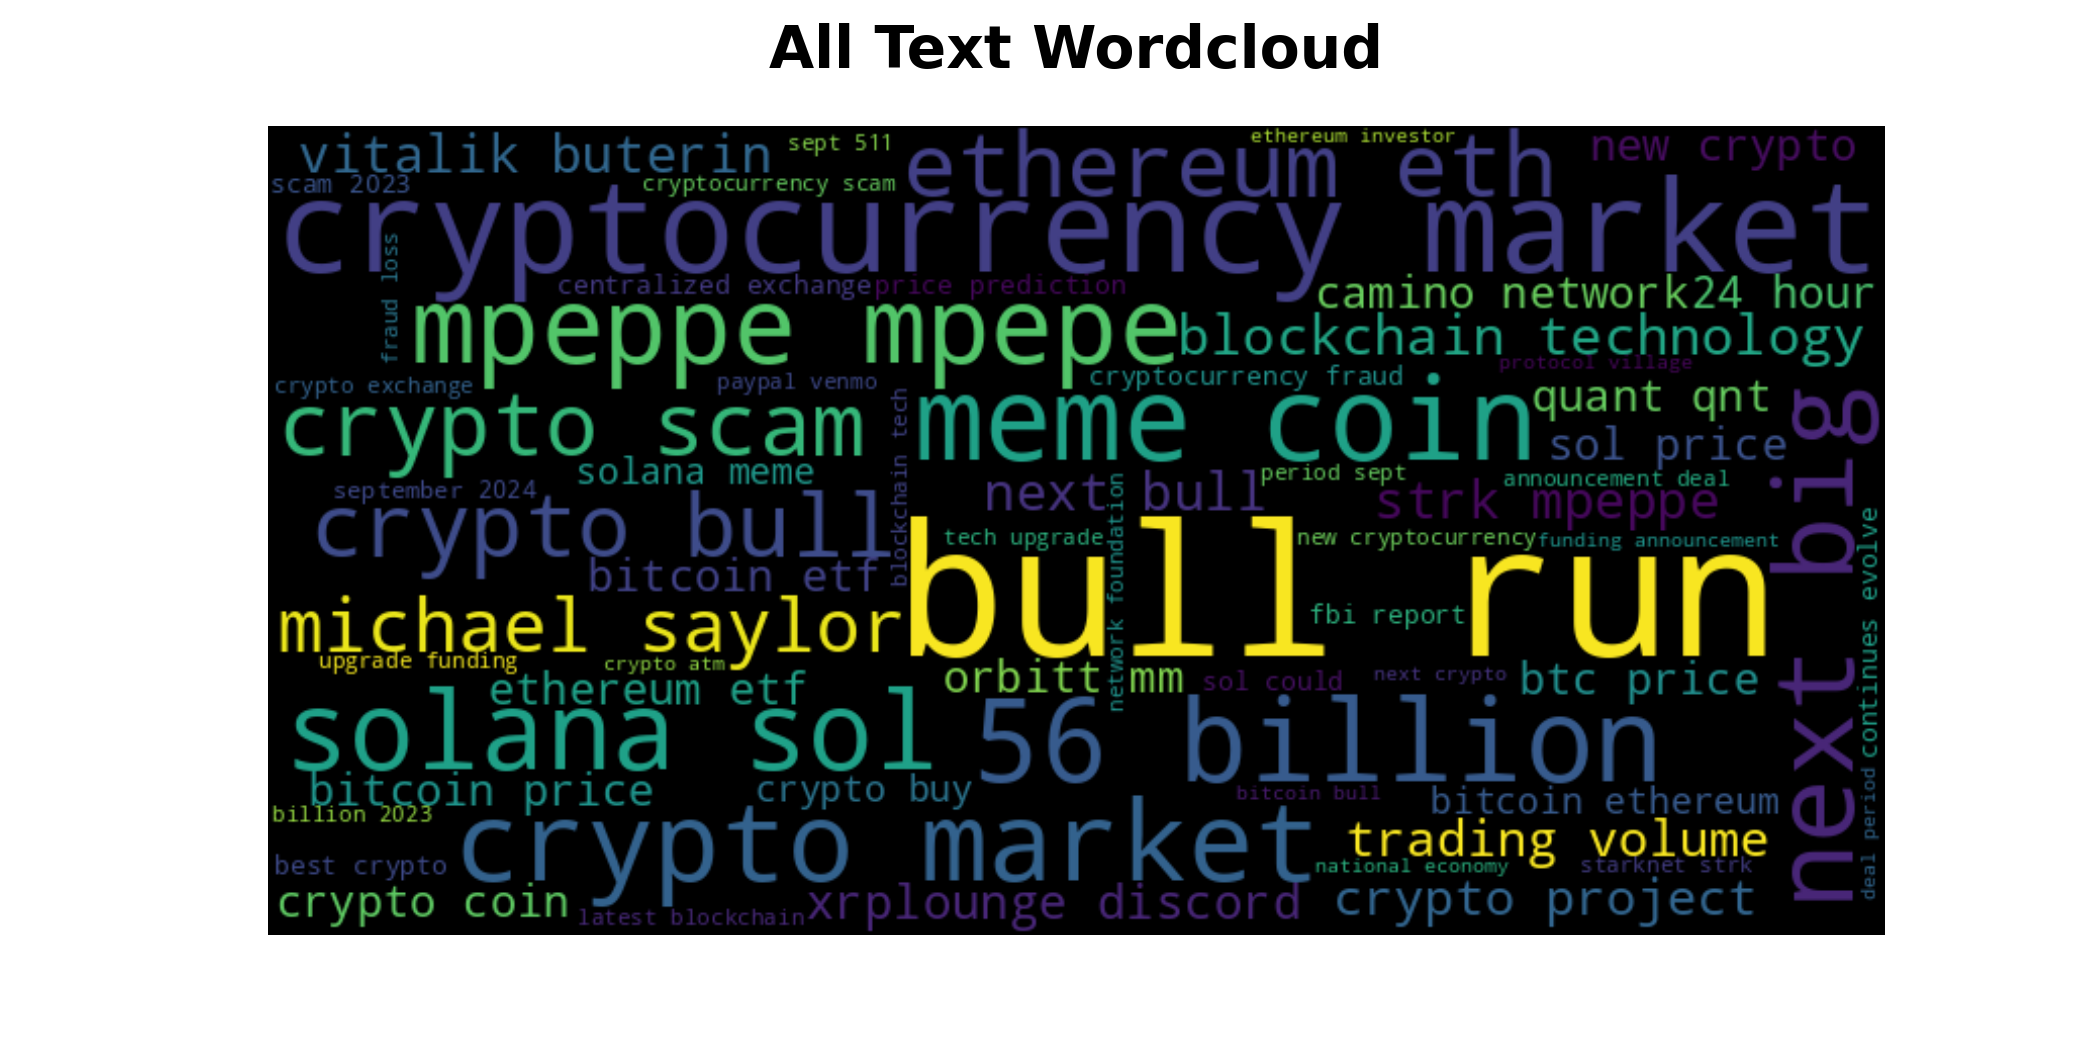 All Text Wordcloud
vitalik buterin
sept 511
ethereum eth
ethereum investor
new crypto
scam 2023
cryptocurrency scam
cryptocurrency market
fraud loss
centralized exchange
price prediction
camino network
24 hour
mpeppe mpepe
blockchain technology
protocol village
crypto exchange
paypal venmo
cryptocurrency fraud
quant qnt
crypto scam
blockchain tech
meme coin
sol price
next big
solana meme
period sept
announcement deal
september 2024
next bull
strk mpeppe
crypto bull
network foundation
tech upgrade
new cryptocurrency
funding announcement
continues evolve
bitcoin etf
bull run
michael saylor
fbi report
upgrade funding
crypto atm
orbitt mm
sol could
next crypto
btc price
ethereum etf
solana sol
56 billion
deal period
bitcoin price
crypto buy
bitcoin bull
bitcoin ethereum
billion 2023
crypto market
trading volume
best crypto
national economy
starknet strk
crypto coin
latest blockchain
xrplounge discord
crypto project